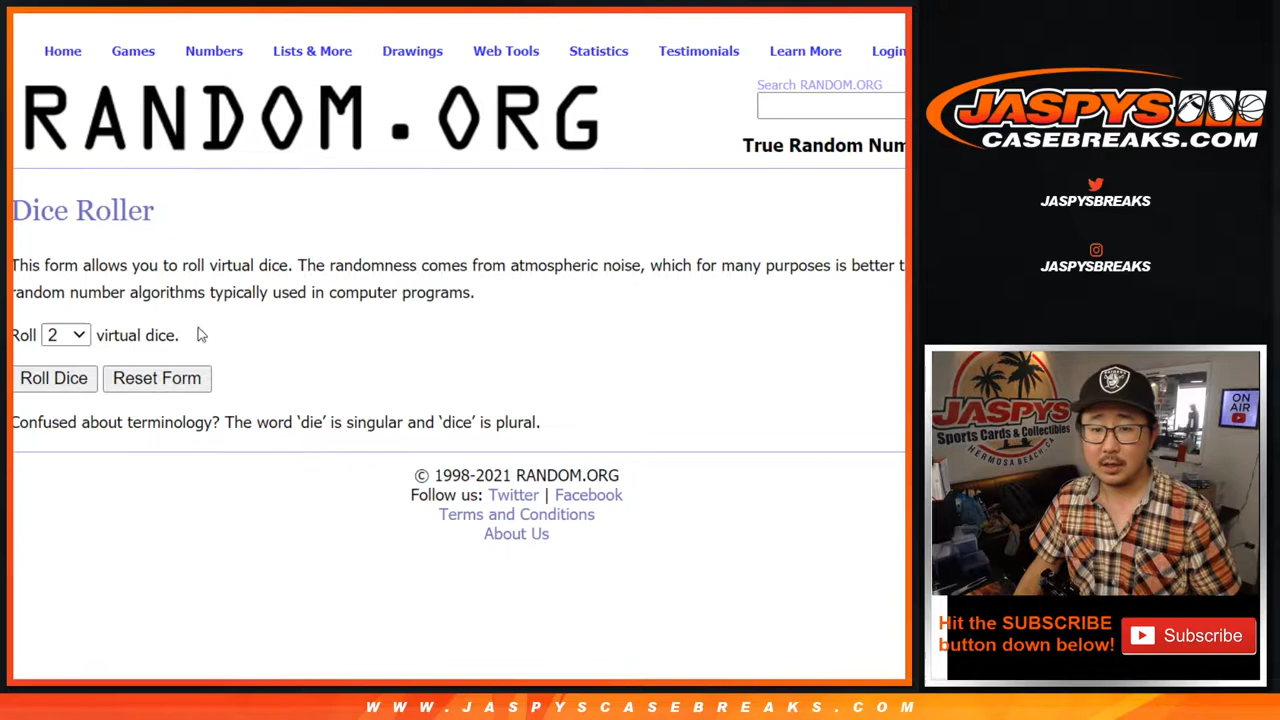 Home Games Numbers Lists & More Drawings Web Tools Statistics Testimonials Learn More Login
RANDOM.ORG
Search RANDOM.ORG
True Random Num
Dice Roller
This form allows you to roll virtual dice. The randomness comes from atmospheric noise, which for many purposes is better t
random number algorithms typically used in computer programs.
Roll 2 virtual dice.
Roll Dice Reset Form
Confused about terminology? The word ‘die’ is singular and ‘dice’ is plural.
© 1998-2021 RANDOM.ORG
Follow us: Twitter | Facebook
Terms and Conditions
About Us
JASPYS
CASEBREAKS.COM
JASPYSBREAKS
JASPYSBREAKS
JASPYS
Sports Cards & Collectibles
HERMOSA BEACH, CA
RAIDERS
ON
AIR
Hit the SUBSCRIBE
button down below!
Subscribe
WWW.JASPYSCASEBREAKS.COM